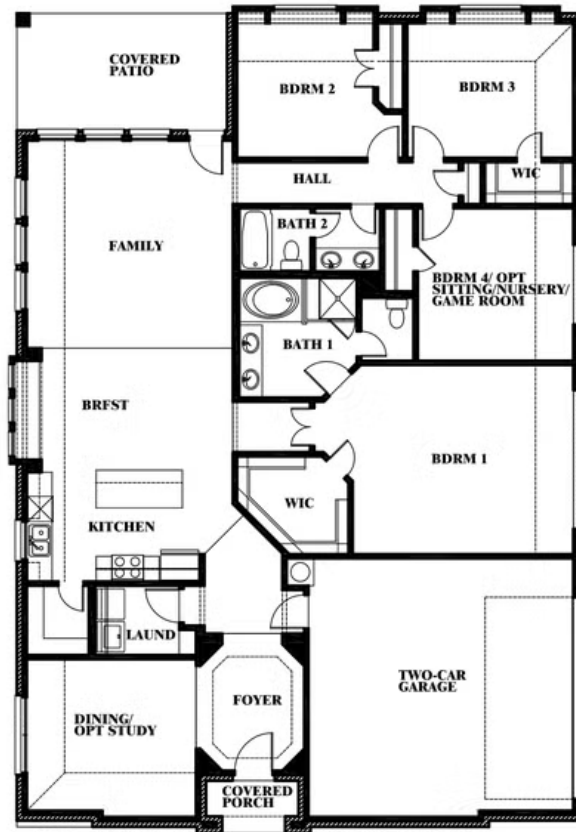 COVERED
PATIO
BDRM 2
BDRM 3
HALL
WIC
FAMILY
BATH 2
BDRM 4/ OPT
SITTING/NURSERY/
GAME ROOM
BATH 1
BRFST
BDRM 1
WIC
KITCHEN
LAUND
TWO-CAR
GARAGE
FOYER
DINING/
OPT STUDY
COVERED
PORCH